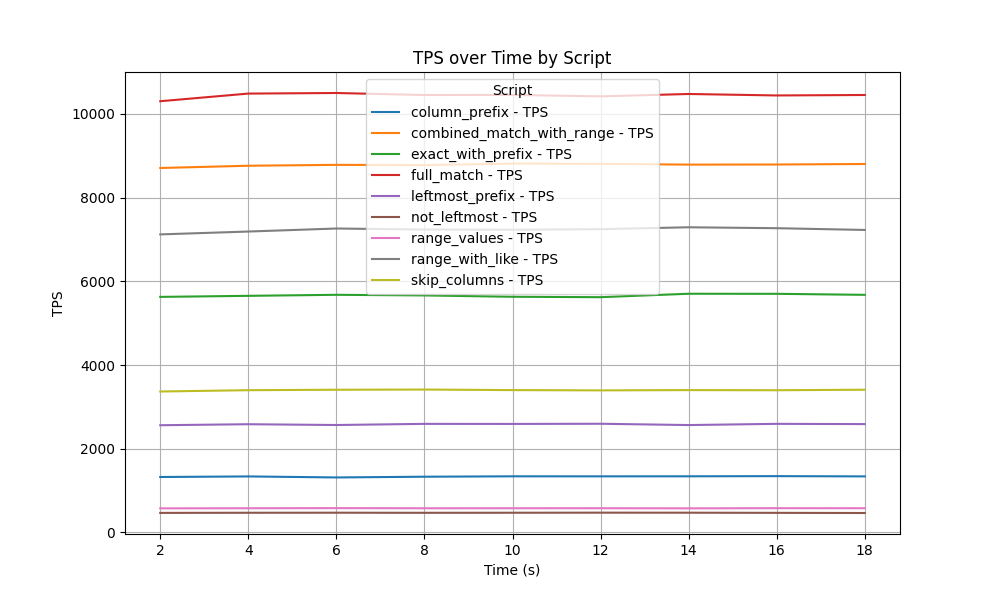 TPS over Time by Script
Script
column_prefix - TPS
combined_match_with_range - TPS
exact_with_prefix - TPS
full_match - TPS
leftmost_prefix - TPS
not_leftmost - TPS
range_values - TPS
range_with_like - TPS
skip_columns - TPS
TPS
10000
8000
6000
4000
2000
0
2 4 6 8 10 12 14 16 18
Time (s)